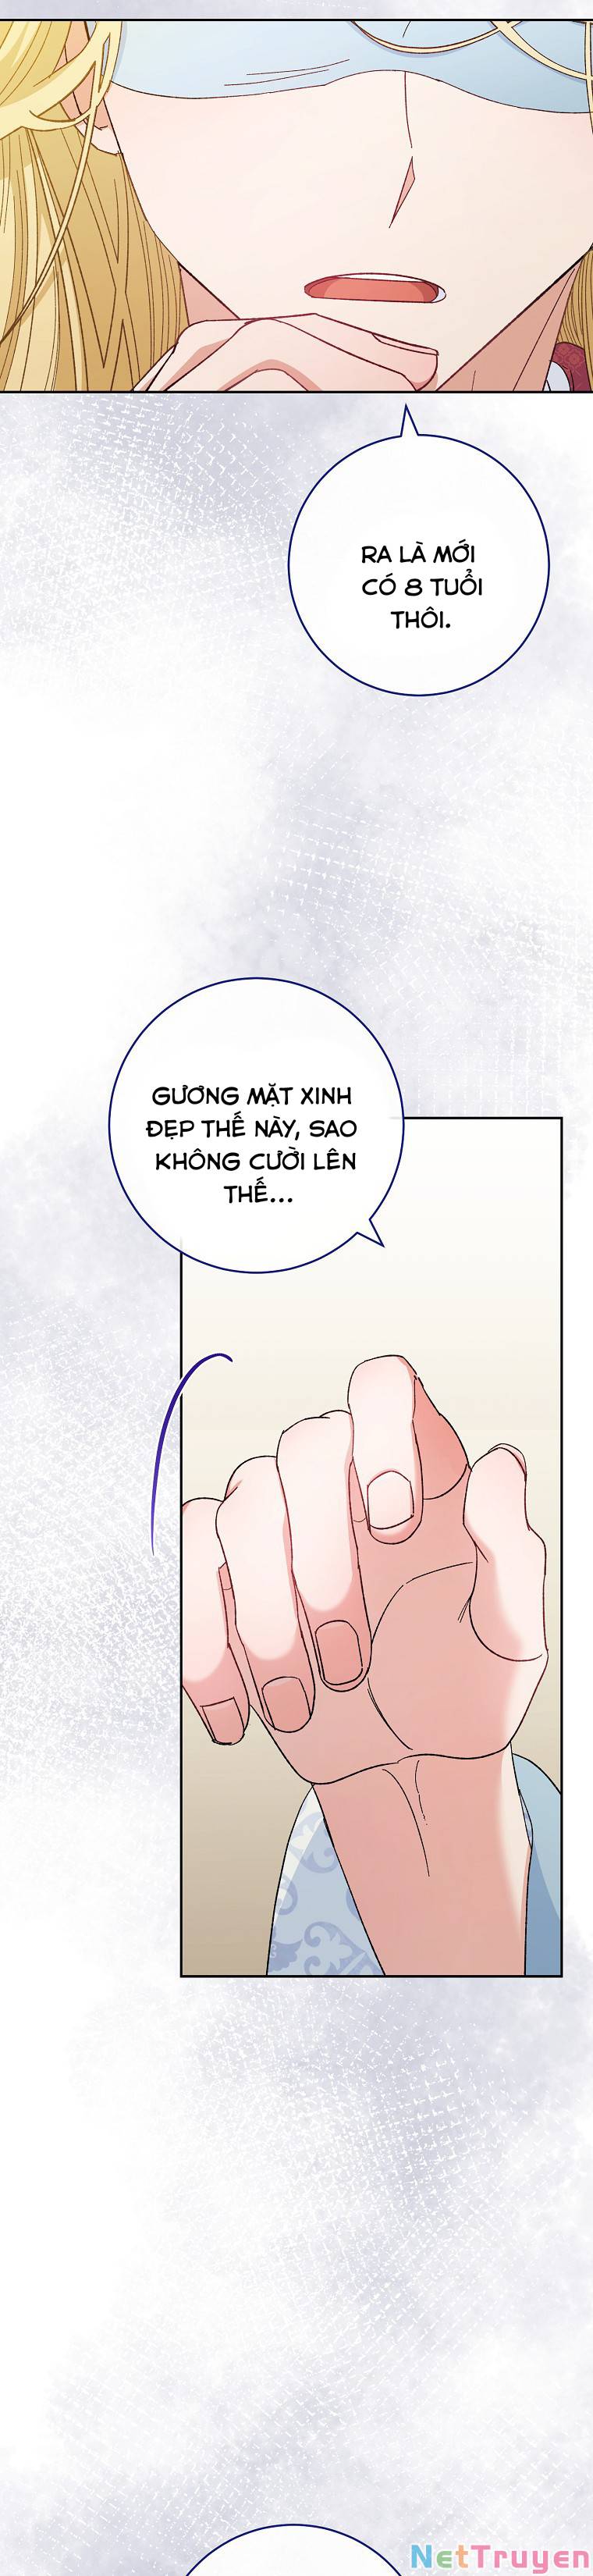 RA LÀ MỚI
CÓ 8 TUỔI
THÔI.
GƯƠNG MẶT XINH
ĐẸP THẾ NÀY, SAO
KHÔNG CƯỜI LÊN
THẾ...
NetTruyen